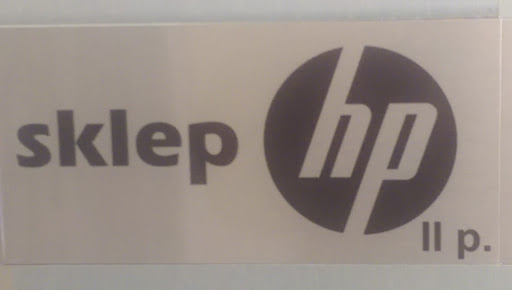 sklep hp
II p.